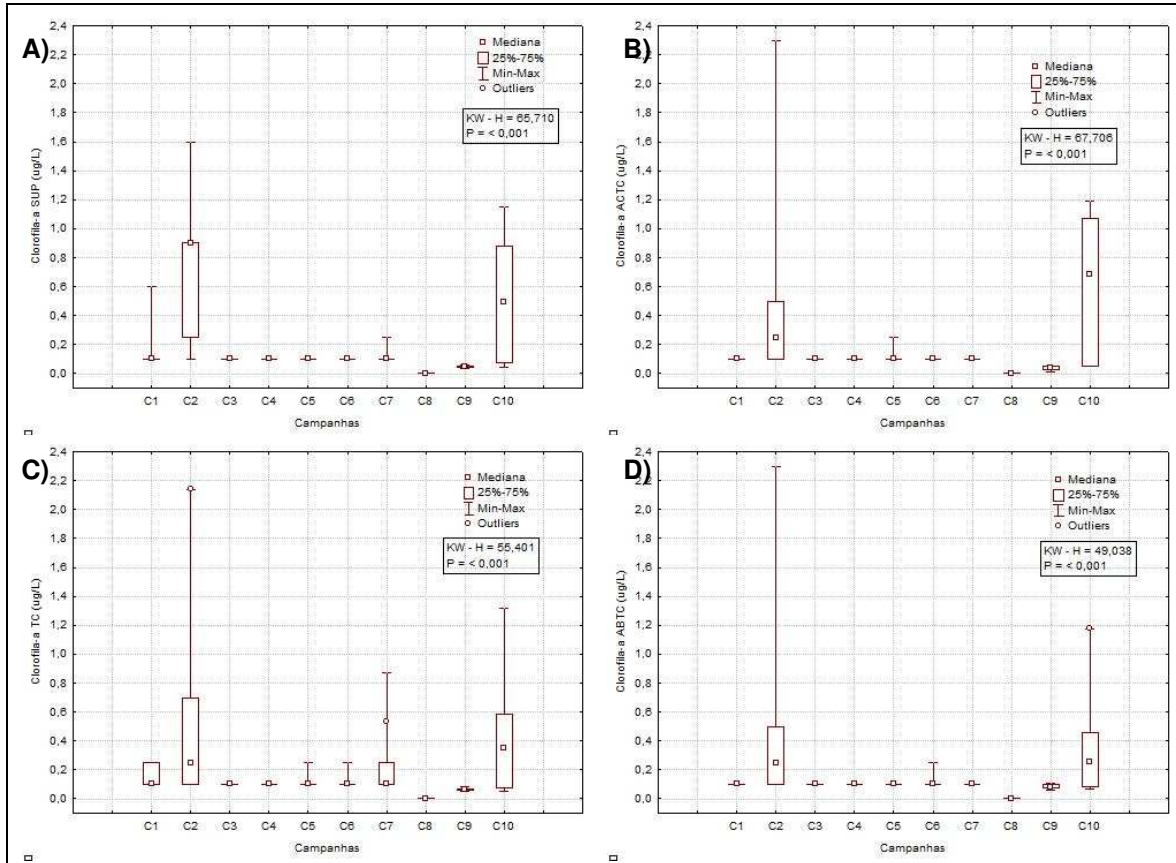 A)
2,4
2,2
2,0
1,8
1,6
1,4
1,2
1,0
0,8
0,6
0,4
0,2
0,0
Clorofila-a SUP (ug/L)
Mediana
25%-75%
Min-Max
Outliers
KW - H = 65,710
P = < 0,001
C1 C2 C3 C4 C5 C6 C7 C8 C9 C10
Campanhas
B)
2,4
2,2
2,0
1,8
1,6
1,4
1,2
1,0
0,8
0,6
0,4
0,2
0,0
Clorofila-a ACTC (ug/L)
Mediana
25%-75%
Min-Max
Outliers
KW - H = 67,706
P = < 0,001
C1 C2 C3 C4 C5 C6 C7 C8 C9 C10
Campanhas
C)
2,4
2,2
2,0
1,8
1,6
1,4
1,2
1,0
0,8
0,6
0,4
0,2
0,0
Clorofila-a TC (ug/L)
Mediana
25%-75%
Min-Max
Outliers
KW - H = 55,401
P = < 0,001
C1 C2 C3 C4 C5 C6 C7 C8 C9 C10
Campanhas
D)
2,4
2,2
2,0
1,8
1,6
1,4
1,2
1,0
0,8
0,6
0,4
0,2
0,0
Clorofila-a ABTC (ug/L)
Mediana
25%-75%
Min-Max
Outliers
KW - H = 49,038
P = < 0,001
C1 C2 C3 C4 C5 C6 C7 C8 C9 C10
Campanhas